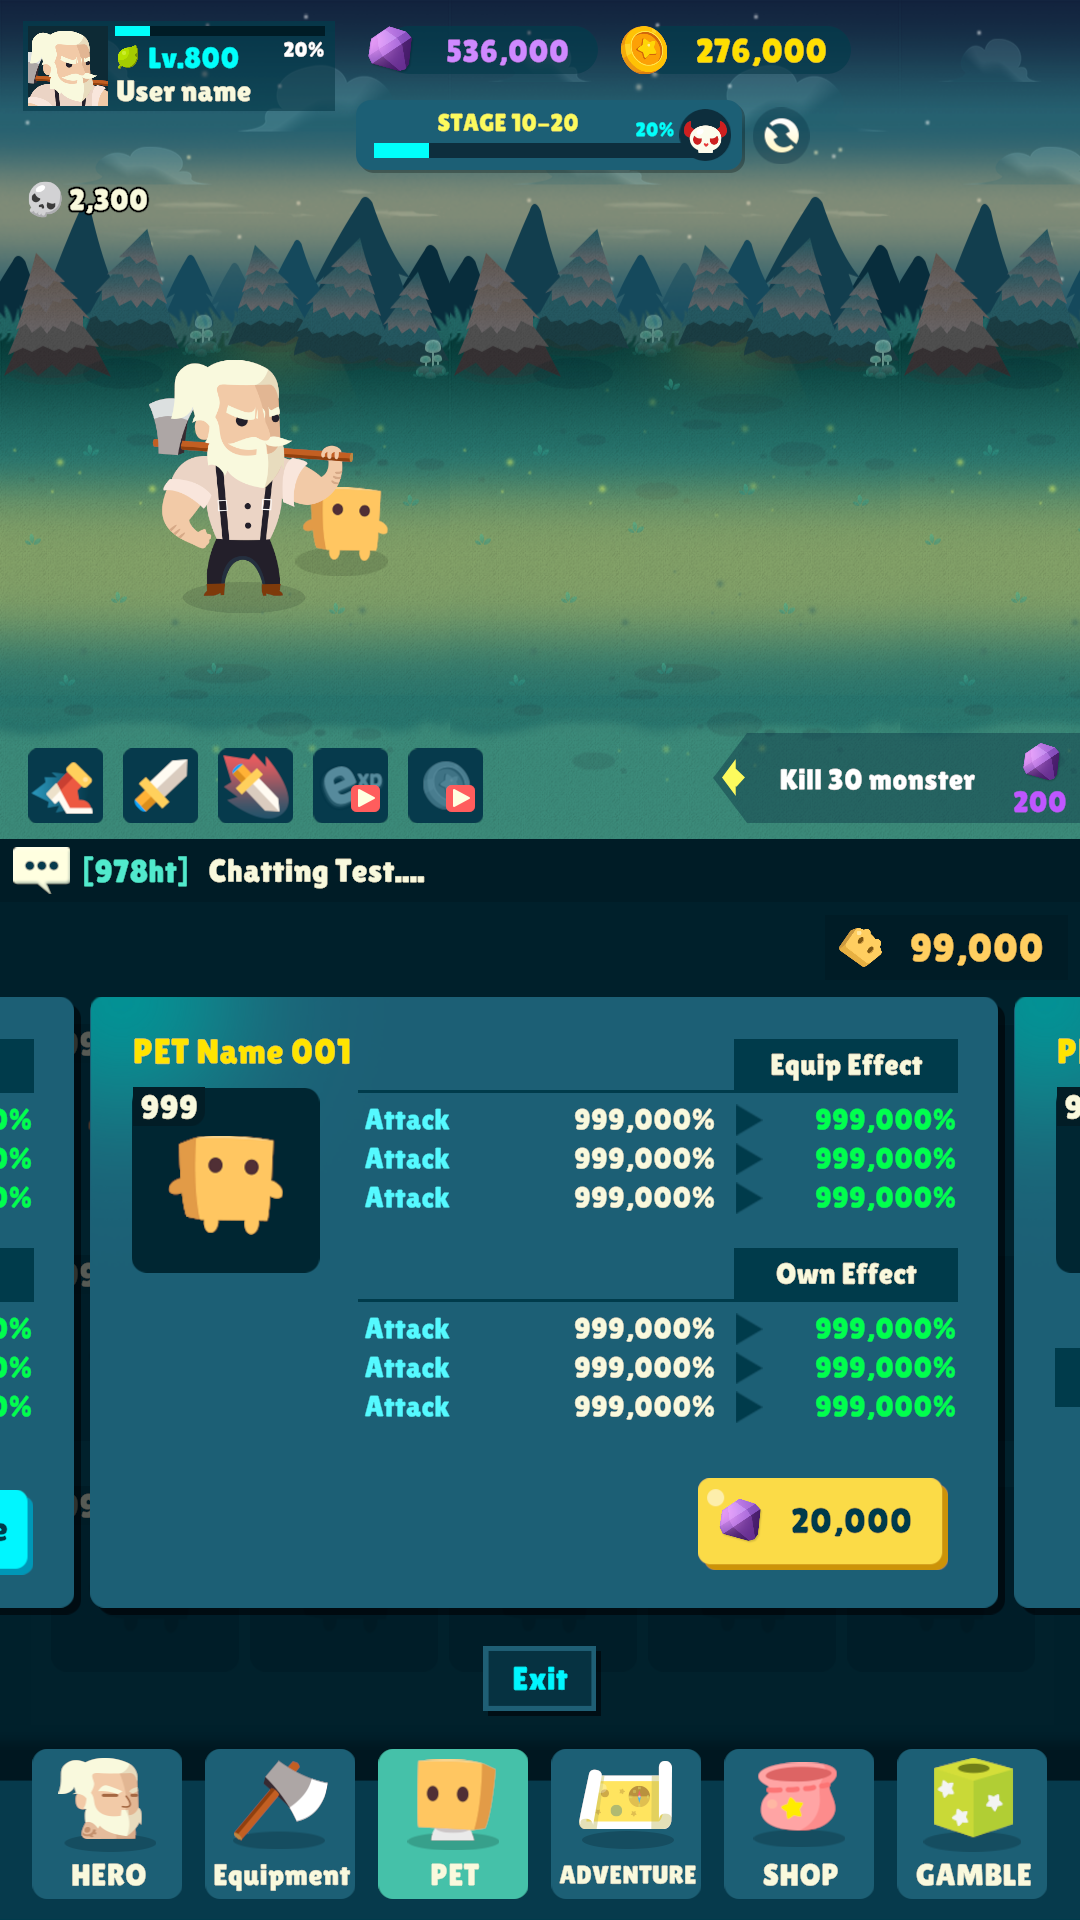 Lv.800 20%
User name
536,000
276,000
STAGE 10-20 20%
2,300
exp
Kill 30 monster
200
[978ht] Chatting Test....
99,000
PET Name 001
999
Equip Effect
Attack 999,000% 999,000%
Attack 999,000% 999,000%
Attack 999,000% 999,000%
Own Effect
Attack 999,000% 999,000%
Attack 999,000% 999,000%
Attack 999,000% 999,000%
20,000
Exit
HERO
Equipment
PET
ADVENTURE
SHOP
GAMBLE